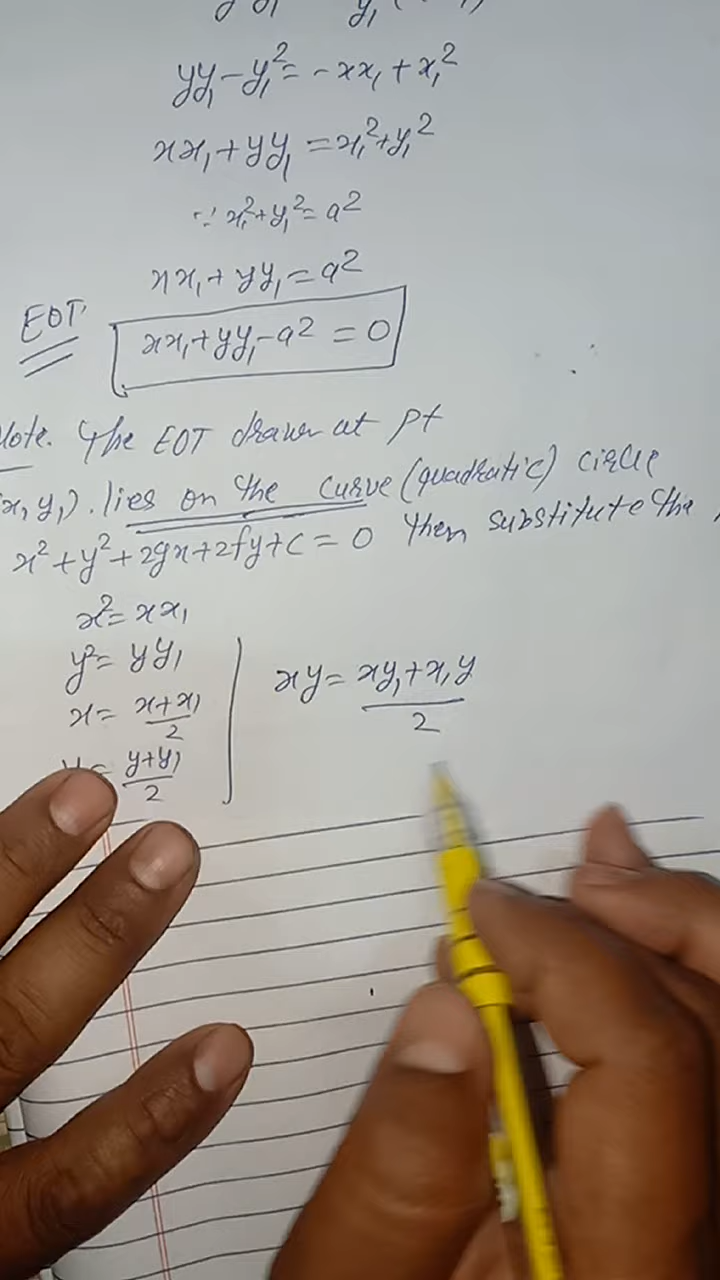 yy₁ - y₁² = -xx₁ + x₁²
xx₁ + yy₁ = x₁² + y₁²
∵ x₁² + y₁² = a²
xx₁ + yy₁ = a²
EOT xx₁ + yy₁ - a² = 0
Note. The EOT drawn at pt
(x, y₁). lies on the curve (quadratic) circle
x² + y² + 2gx + 2fy + c = 0 then substitute the
x² = xx₁
y² = yy₁
x = (x + x₁)/2
= (y + y₁)/2
xy = (xy₁ + x₁y)/2